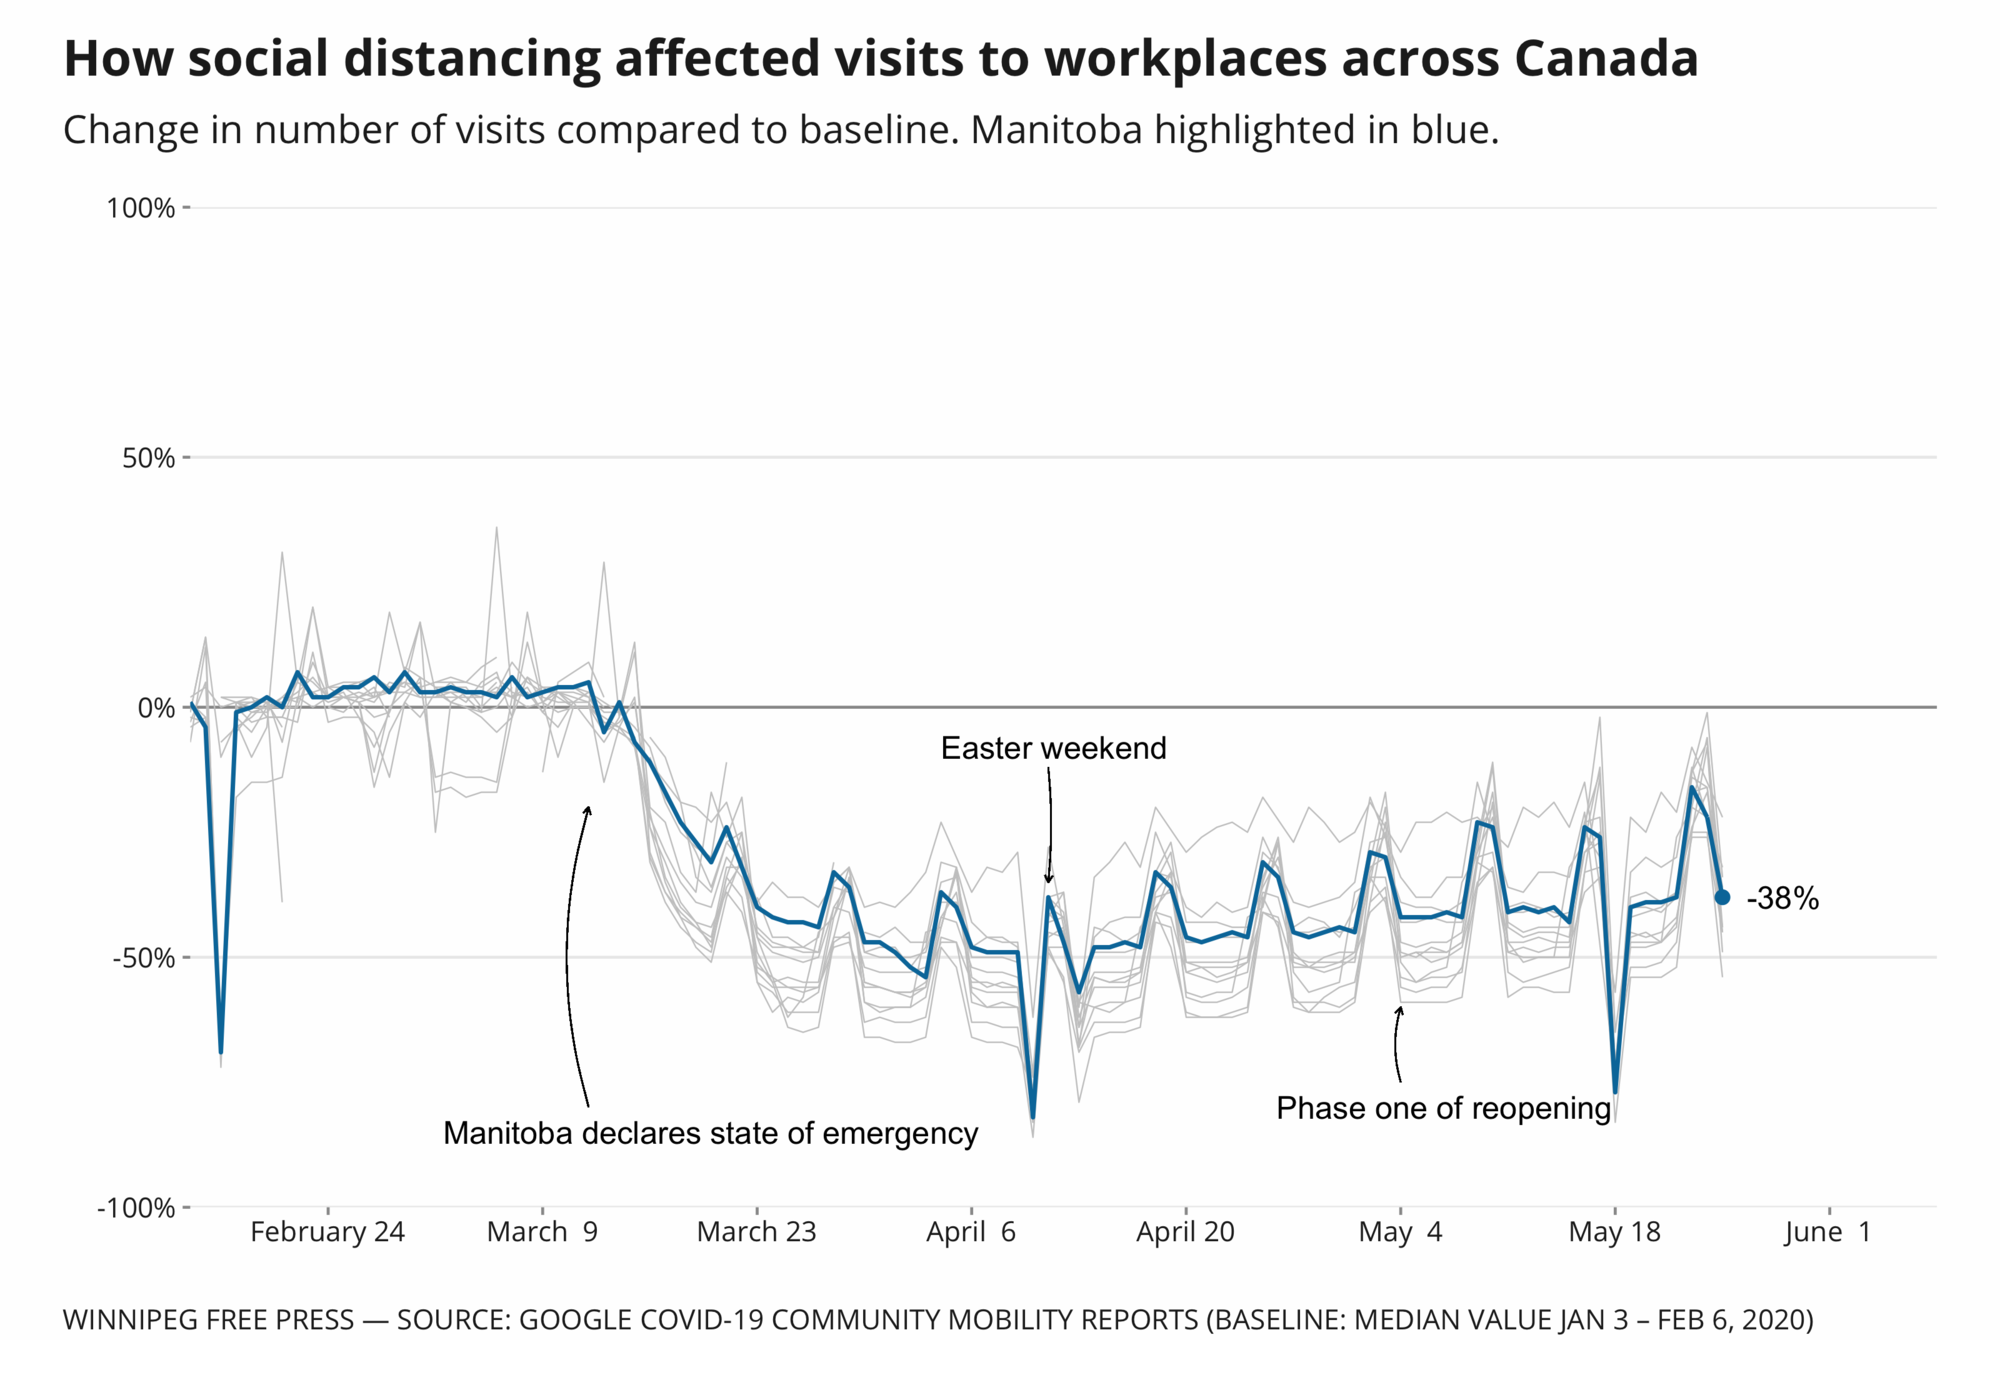 How social distancing affected visits to workplaces across Canada
Change in number of visits compared to baseline. Manitoba highlighted in blue.
100%
50%
0%
Easter weekend
-38%
-50%
Phase one of reopening
Manitoba declares state of emergency
-100%
February 24
March 9
March 23
April 6
April 20
May 4
May 18
June 1
WINNIPEG FREE PRESS — SOURCE: GOOGLE COVID-19 COMMUNITY MOBILITY REPORTS (BASELINE: MEDIAN VALUE JAN 3 – FEB 6, 2020)